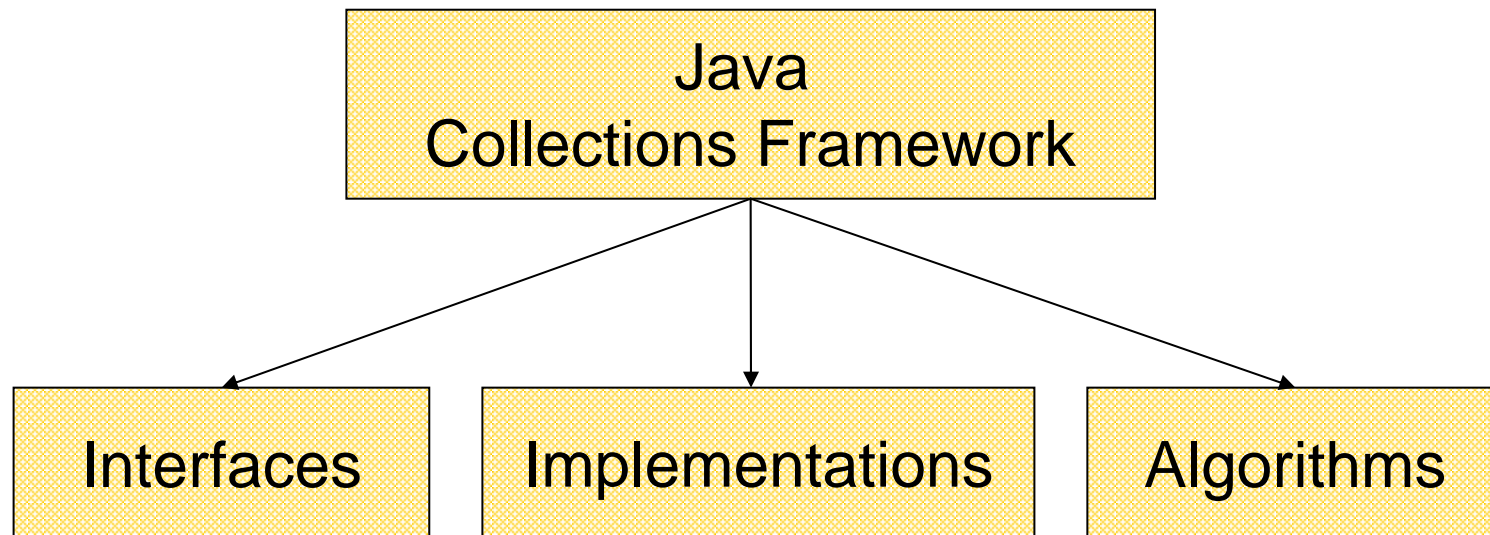 Java
Collections Framework
Interfaces
Implementations
Algorithms